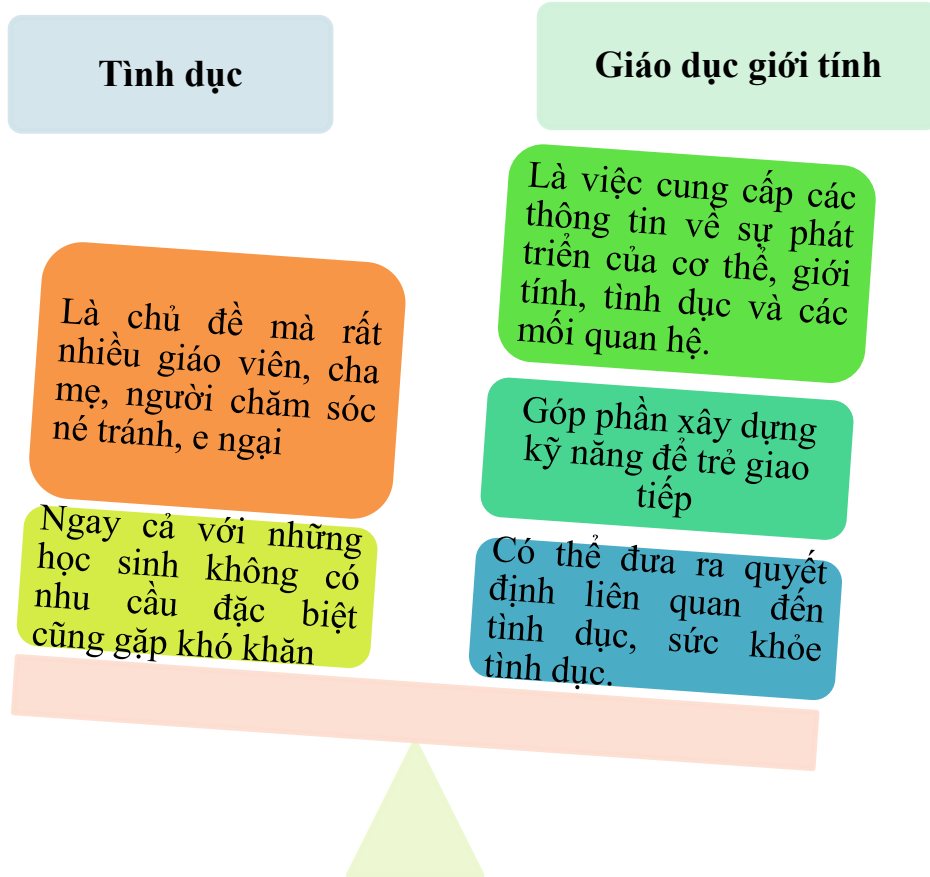 Tình dục
Giáo dục giới tính
Là chủ đề mà rất
nhiều giáo viên, cha
mẹ, người chăm sóc
né tránh, e ngại
Ngay cả với những
học sinh không có
nhu cầu đặc biệt
cũng gặp khó khăn
Là việc cung cấp các
thông tin về sự phát
triển của cơ thể, giới
tính, tình dục và các
mối quan hệ.
Góp phần xây dựng
kỹ năng để trẻ giao
tiếp
Có thể đưa ra quyết
định liên quan đến
tình dục, sức khỏe
tình dục.